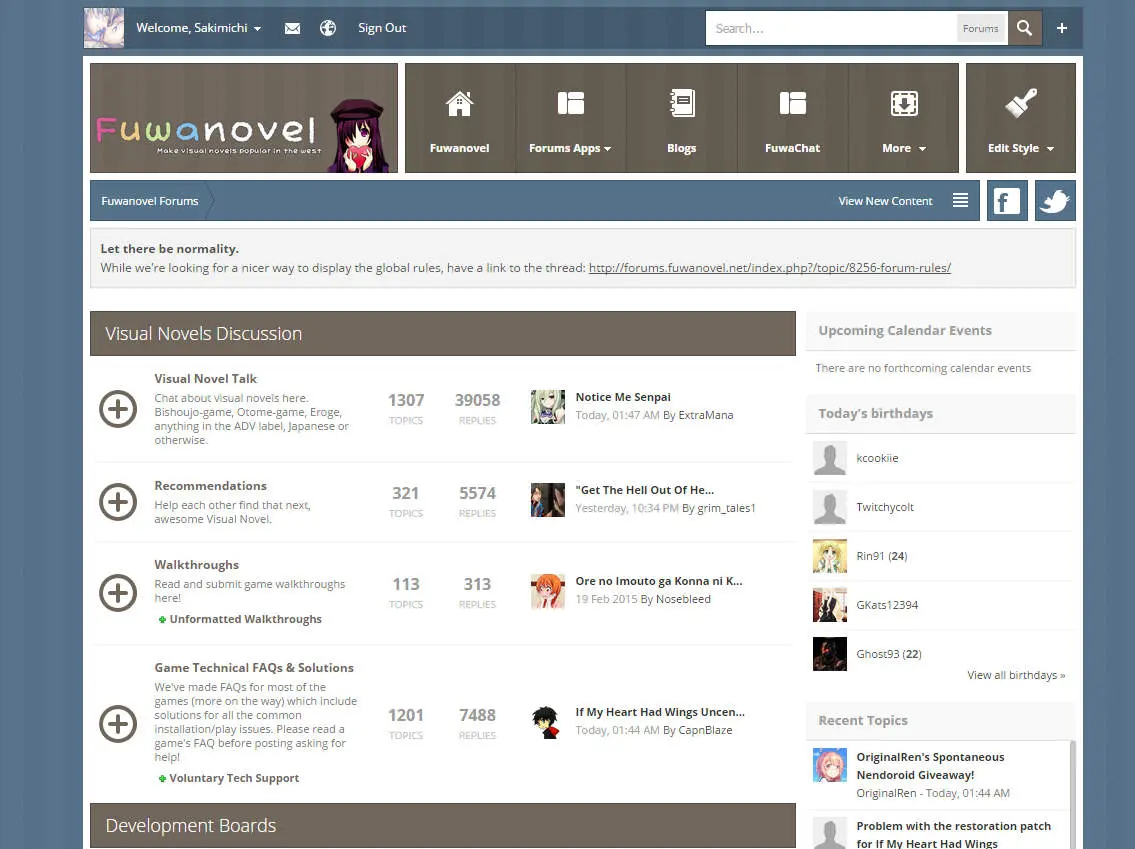 Welcome, Sakimichi
Sign Out
Search...
Forums
Fuwanovel
Make visual novels popular in the west
Fuwanovel
Forums Apps
Blogs
FuwaChat
More
Edit Style
Fuwanovel Forums
View New Content
Let there be normality.
While we're looking for a nicer way to display the global rules, have a link to the thread: http://forums.fuwanovel.net/index.php?/topic/8256-forum-rules/
Visual Novels Discussion
Visual Novel Talk
Chat about visual novels here.
Bishoujo-game, Otome-game, Eroge,
anything in the ADV label, Japanese or
otherwise.
1307
TOPICS
39058
REPLIES
Notice Me Senpai
Today, 01:47 AM By ExtraMana
Recommendations
Help each other find that next,
awesome Visual Novel.
321
TOPICS
5574
REPLIES
"Get The Hell Out Of He...
Yesterday, 10:34 PM By grim_tales1
Walkthroughs
Read and submit game walkthroughs
here!
Unformatted Walkthroughs
113
TOPICS
313
REPLIES
Ore no Imouto ga Konna ni K...
19 Feb 2015 By Nosebleed
Game Technical FAQs & Solutions
We've made FAQs for most of the
games (more on the way) which include
solutions for all the common
installation/play issues. Please read a
game's FAQ before posting asking for
help!
Voluntary Tech Support
1201
TOPICS
7488
REPLIES
If My Heart Had Wings Uncen...
Today, 01:44 AM By CapnBlaze
Development Boards
Upcoming Calendar Events
There are no forthcoming calendar events
Today's birthdays
kcookiie
Twitchycolt
Rin91 (24)
GKats12394
Ghost93 (22)
View all birthdays »
Recent Topics
OriginalRen's Spontaneous
Nendoroid Giveaway!
OriginalRen - Today, 01:44 AM
Problem with the restoration patch
for If My Heart Had Wings